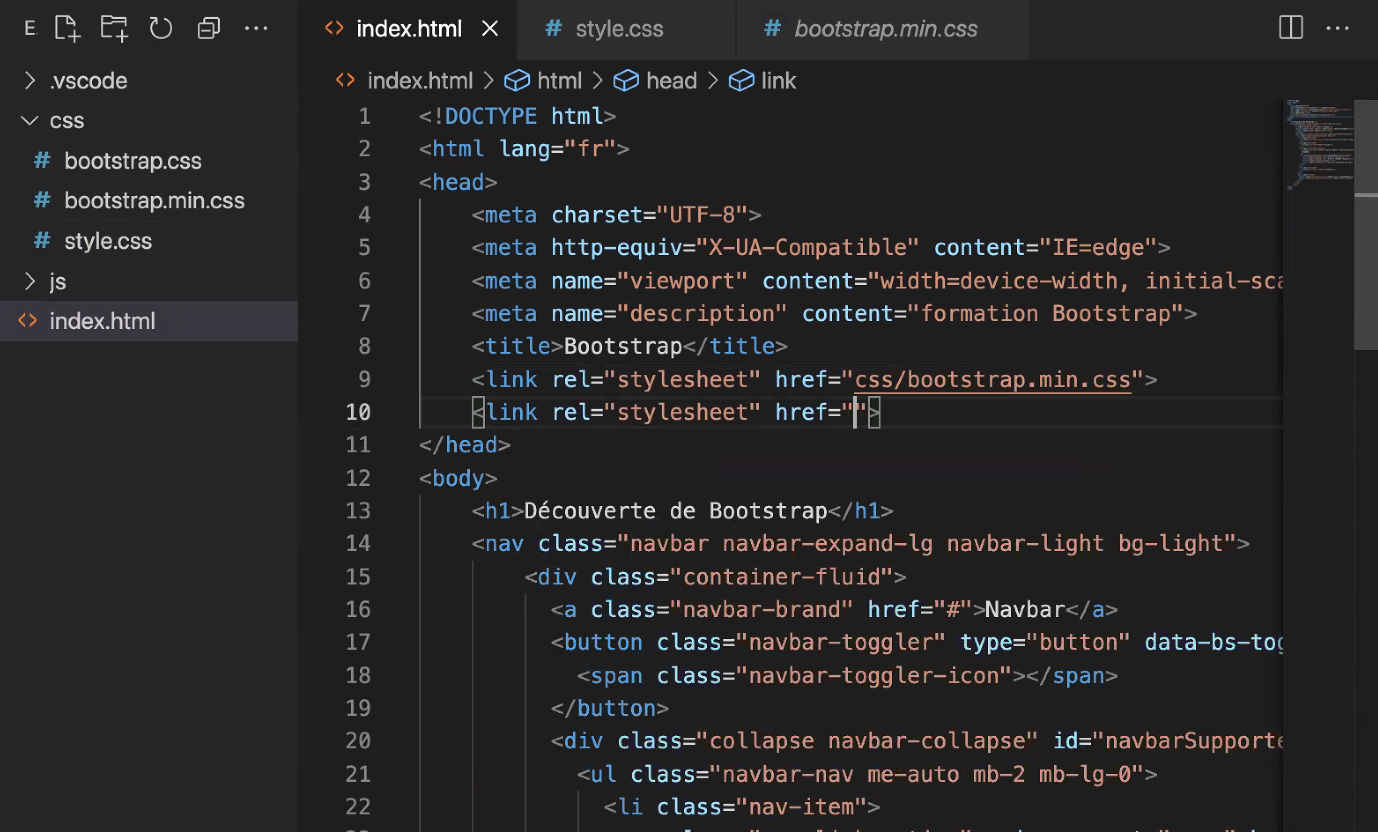 E
index.html
style.css
bootstrap.min.css
index.html > html > head > link
.vscode
css
bootstrap.css
bootstrap.min.css
style.css
js
index.html
1 <!DOCTYPE html>
2 <html lang="fr">
3 <head>
4 <meta charset="UTF-8">
5 <meta http-equiv="X-UA-Compatible" content="IE=edge">
6 <meta name="viewport" content="width=device-width, initial-sca
7 <meta name="description" content="formation Bootstrap">
8 <title>Bootstrap</title>
9 <link rel="stylesheet" href="css/bootstrap.min.css">
10 <link rel="stylesheet" href="">
11 </head>
12 <body>
13 <h1>Découverte de Bootstrap</h1>
14 <nav class="navbar navbar-expand-lg navbar-light bg-light">
15 <div class="container-fluid">
16 <a class="navbar-brand" href="#">Navbar</a>
17 <button class="navbar-toggler" type="button" data-bs-tog
18 <span class="navbar-toggler-icon"></span>
19 </button>
20 <div class="collapse navbar-collapse" id="navbarSupporte
21 <ul class="navbar-nav me-auto mb-2 mb-lg-0">
22 <li class="nav-item">